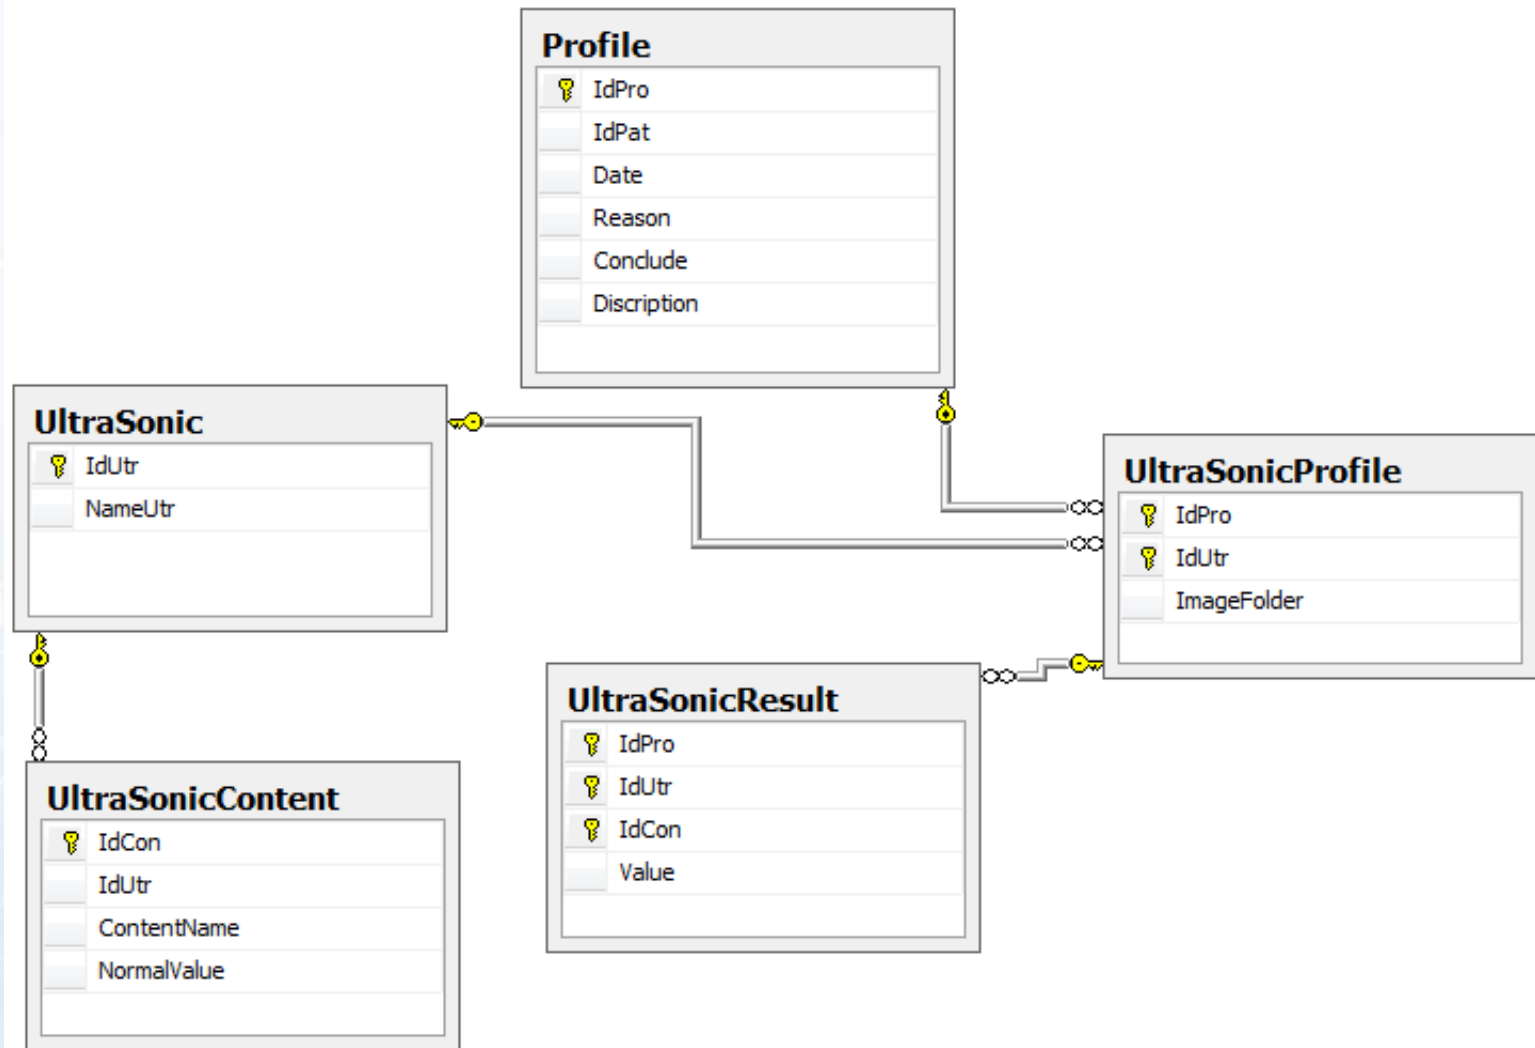 Profile
IdPro
IdPat
Date
Reason
Conclude
Discription
UltraSonic
IdUtr
NameUtr
UltraSonicProfile
IdPro
IdUtr
ImageFolder
UltraSonicResult
IdPro
IdUtr
IdCon
Value
UltraSonicContent
IdCon
IdUtr
ContentName
NormalValue